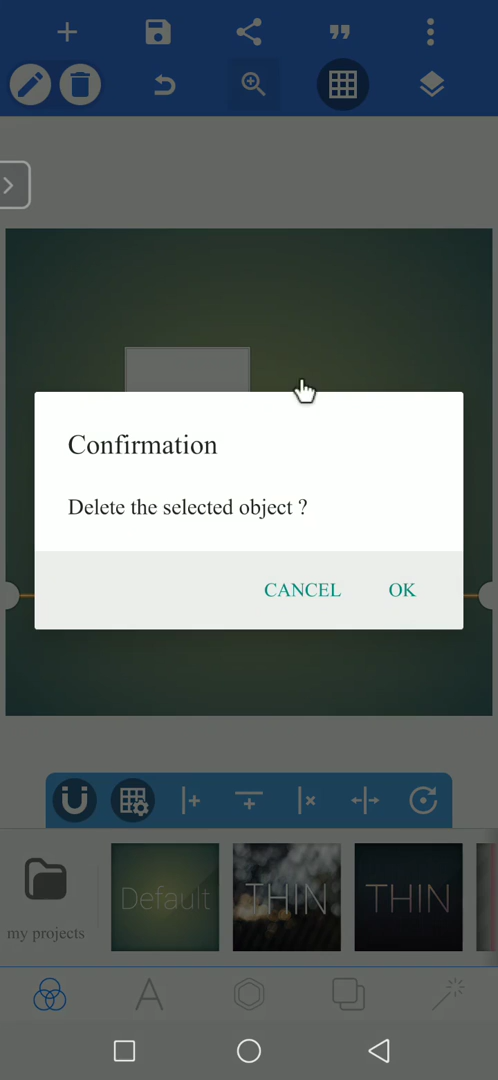 Confirmation
Delete the selected object ?
CANCEL OK
my projects
Default
THIN
THIN